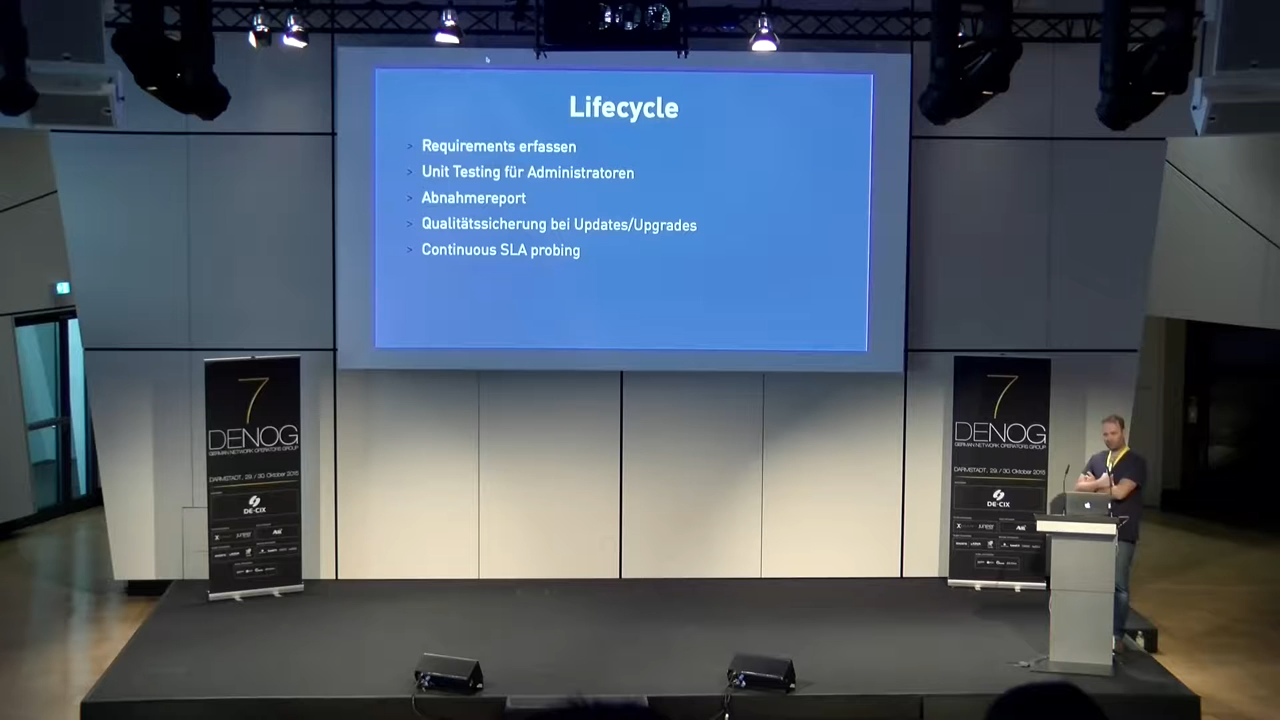 Lifecycle
> Requirements erfassen
> Unit Testing für Administratoren
> Abnahmereport
> Qualitätssicherung bei Updates/Upgrades
> Continuous SLA probing
7
DENOG
GERMAN NETWORK OPERATORS GROUP
DARMSTADT, 29. / 30. Oktober 2015
DE-CIX
7
DENOG
GERMAN NETWORK OPERATORS GROUP
DARMSTADT, 29. / 30. Oktober 2015
DE-CIX